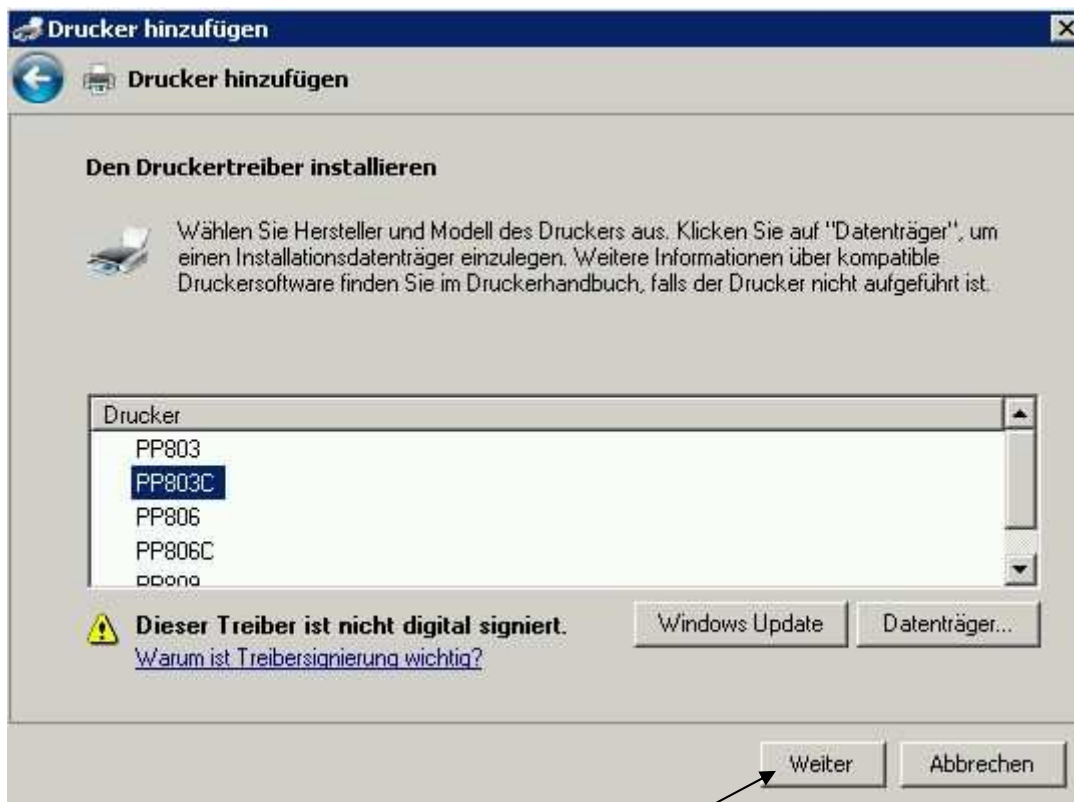 Drucker hinzufügen
Drucker hinzufügen
Den Druckertreiber installieren
Wählen Sie Hersteller und Modell des Druckers aus. Klicken Sie auf "Datenträger", um
einen Installationsdatenträger einzulegen. Weitere Informationen über kompatible
Druckersoftware finden Sie im Druckerhandbuch, falls der Drucker nicht aufgeführt ist.
Drucker
PP803
PP803C
PP806
PP806C
PP809
Dieser Treiber ist nicht digital signiert.
Windows Update
Datenträger...
Warum ist Treibersignierung wichtig?
Weiter
Abbrechen